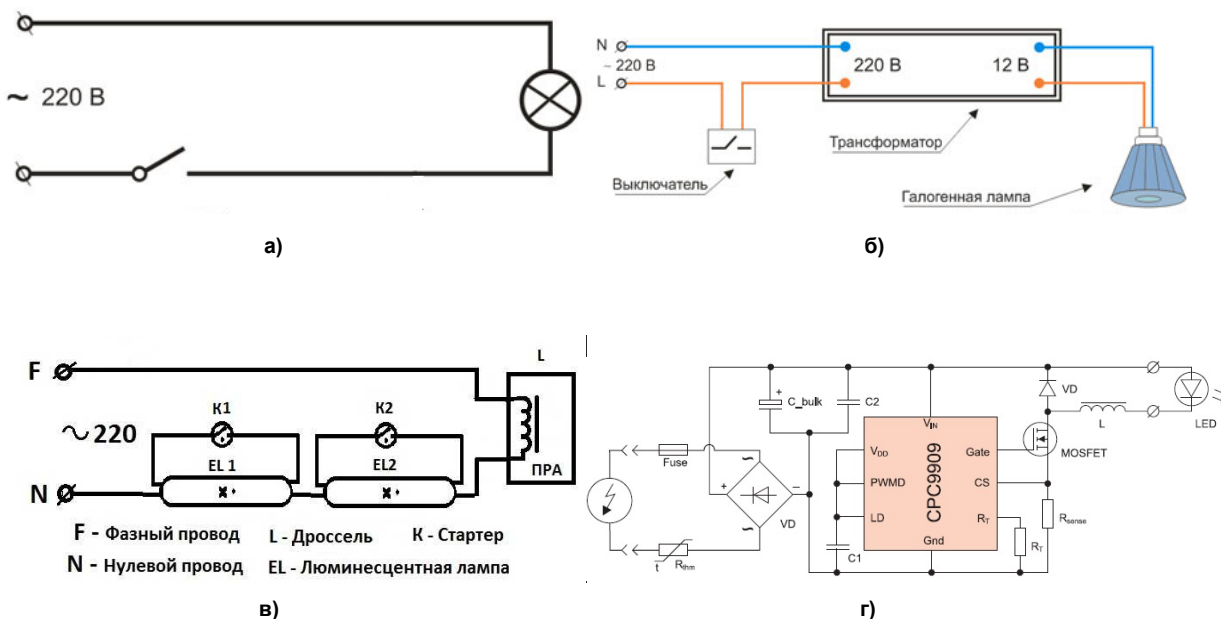 ~ 220 В
а)
N
~ 220 В
L
220 В
12 В
Трансформатор
Выключатель
Галогенная лампа
б)
F
L
К1
К2
~220
EL 1
EL2
ПРА
N
F - Фазный провод L - Дроссель К - Стартер
N - Нулевой провод EL - Люминесцентная лампа
в)
+
C_bulk
C2
VD
L
LED
VIN
Fuse
VDD
Gate
MOSFET
~
+
−
PWMD
CPC9909
CS
VD
LD
RT
Rsense
~
C1
RT
t
Rthm
Gnd
г)